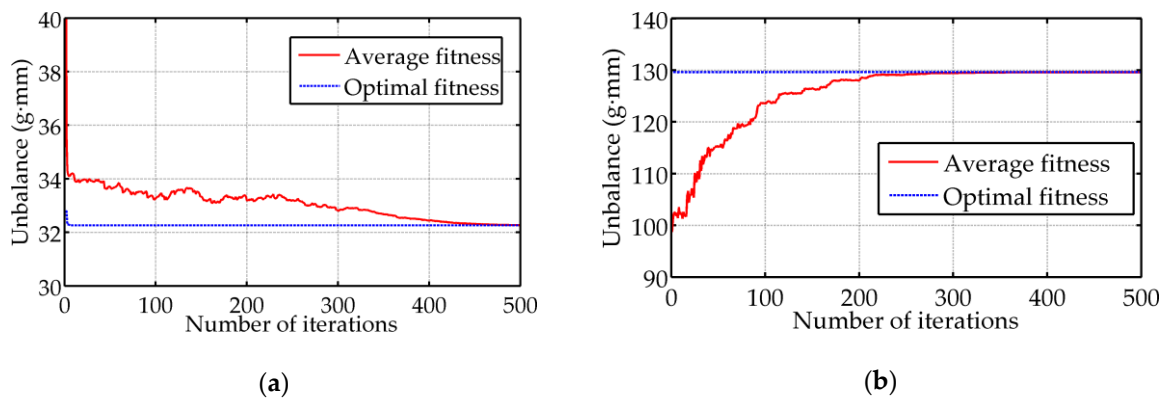 40
38
36
34
32
30
Unbalance (g·mm)
Average fitness
Optimal fitness
0
100
200
300
400
500
Number of iterations
(a)
140
130
120
110
100
90
Unbalance (g·mm)
Average fitness
Optimal fitness
0
100
200
300
400
500
Number of iterations
(b)